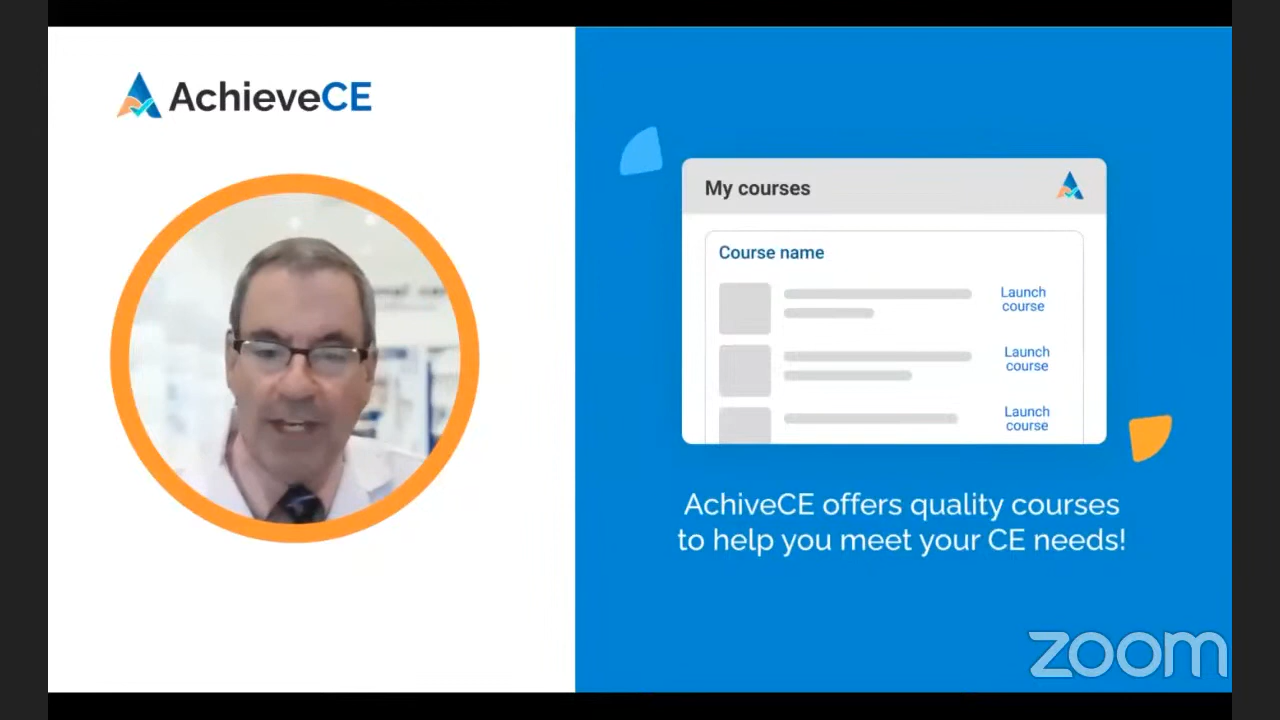 AchieveCE
My courses
Course name
Launch
course
Launch
course
Launch
course
AchiveCE offers quality courses
to help you meet your CE needs!
zoom